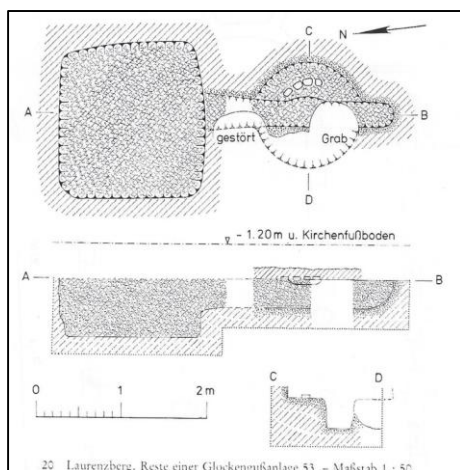 C N
A B
gestört Grab
D
- 1.20 m u. Kirchenfußboden
A B
C D
0 1 2 m
20 Laurenzberg. Reste einer Glockengußanlage 53. – Maßstab 1 : 50